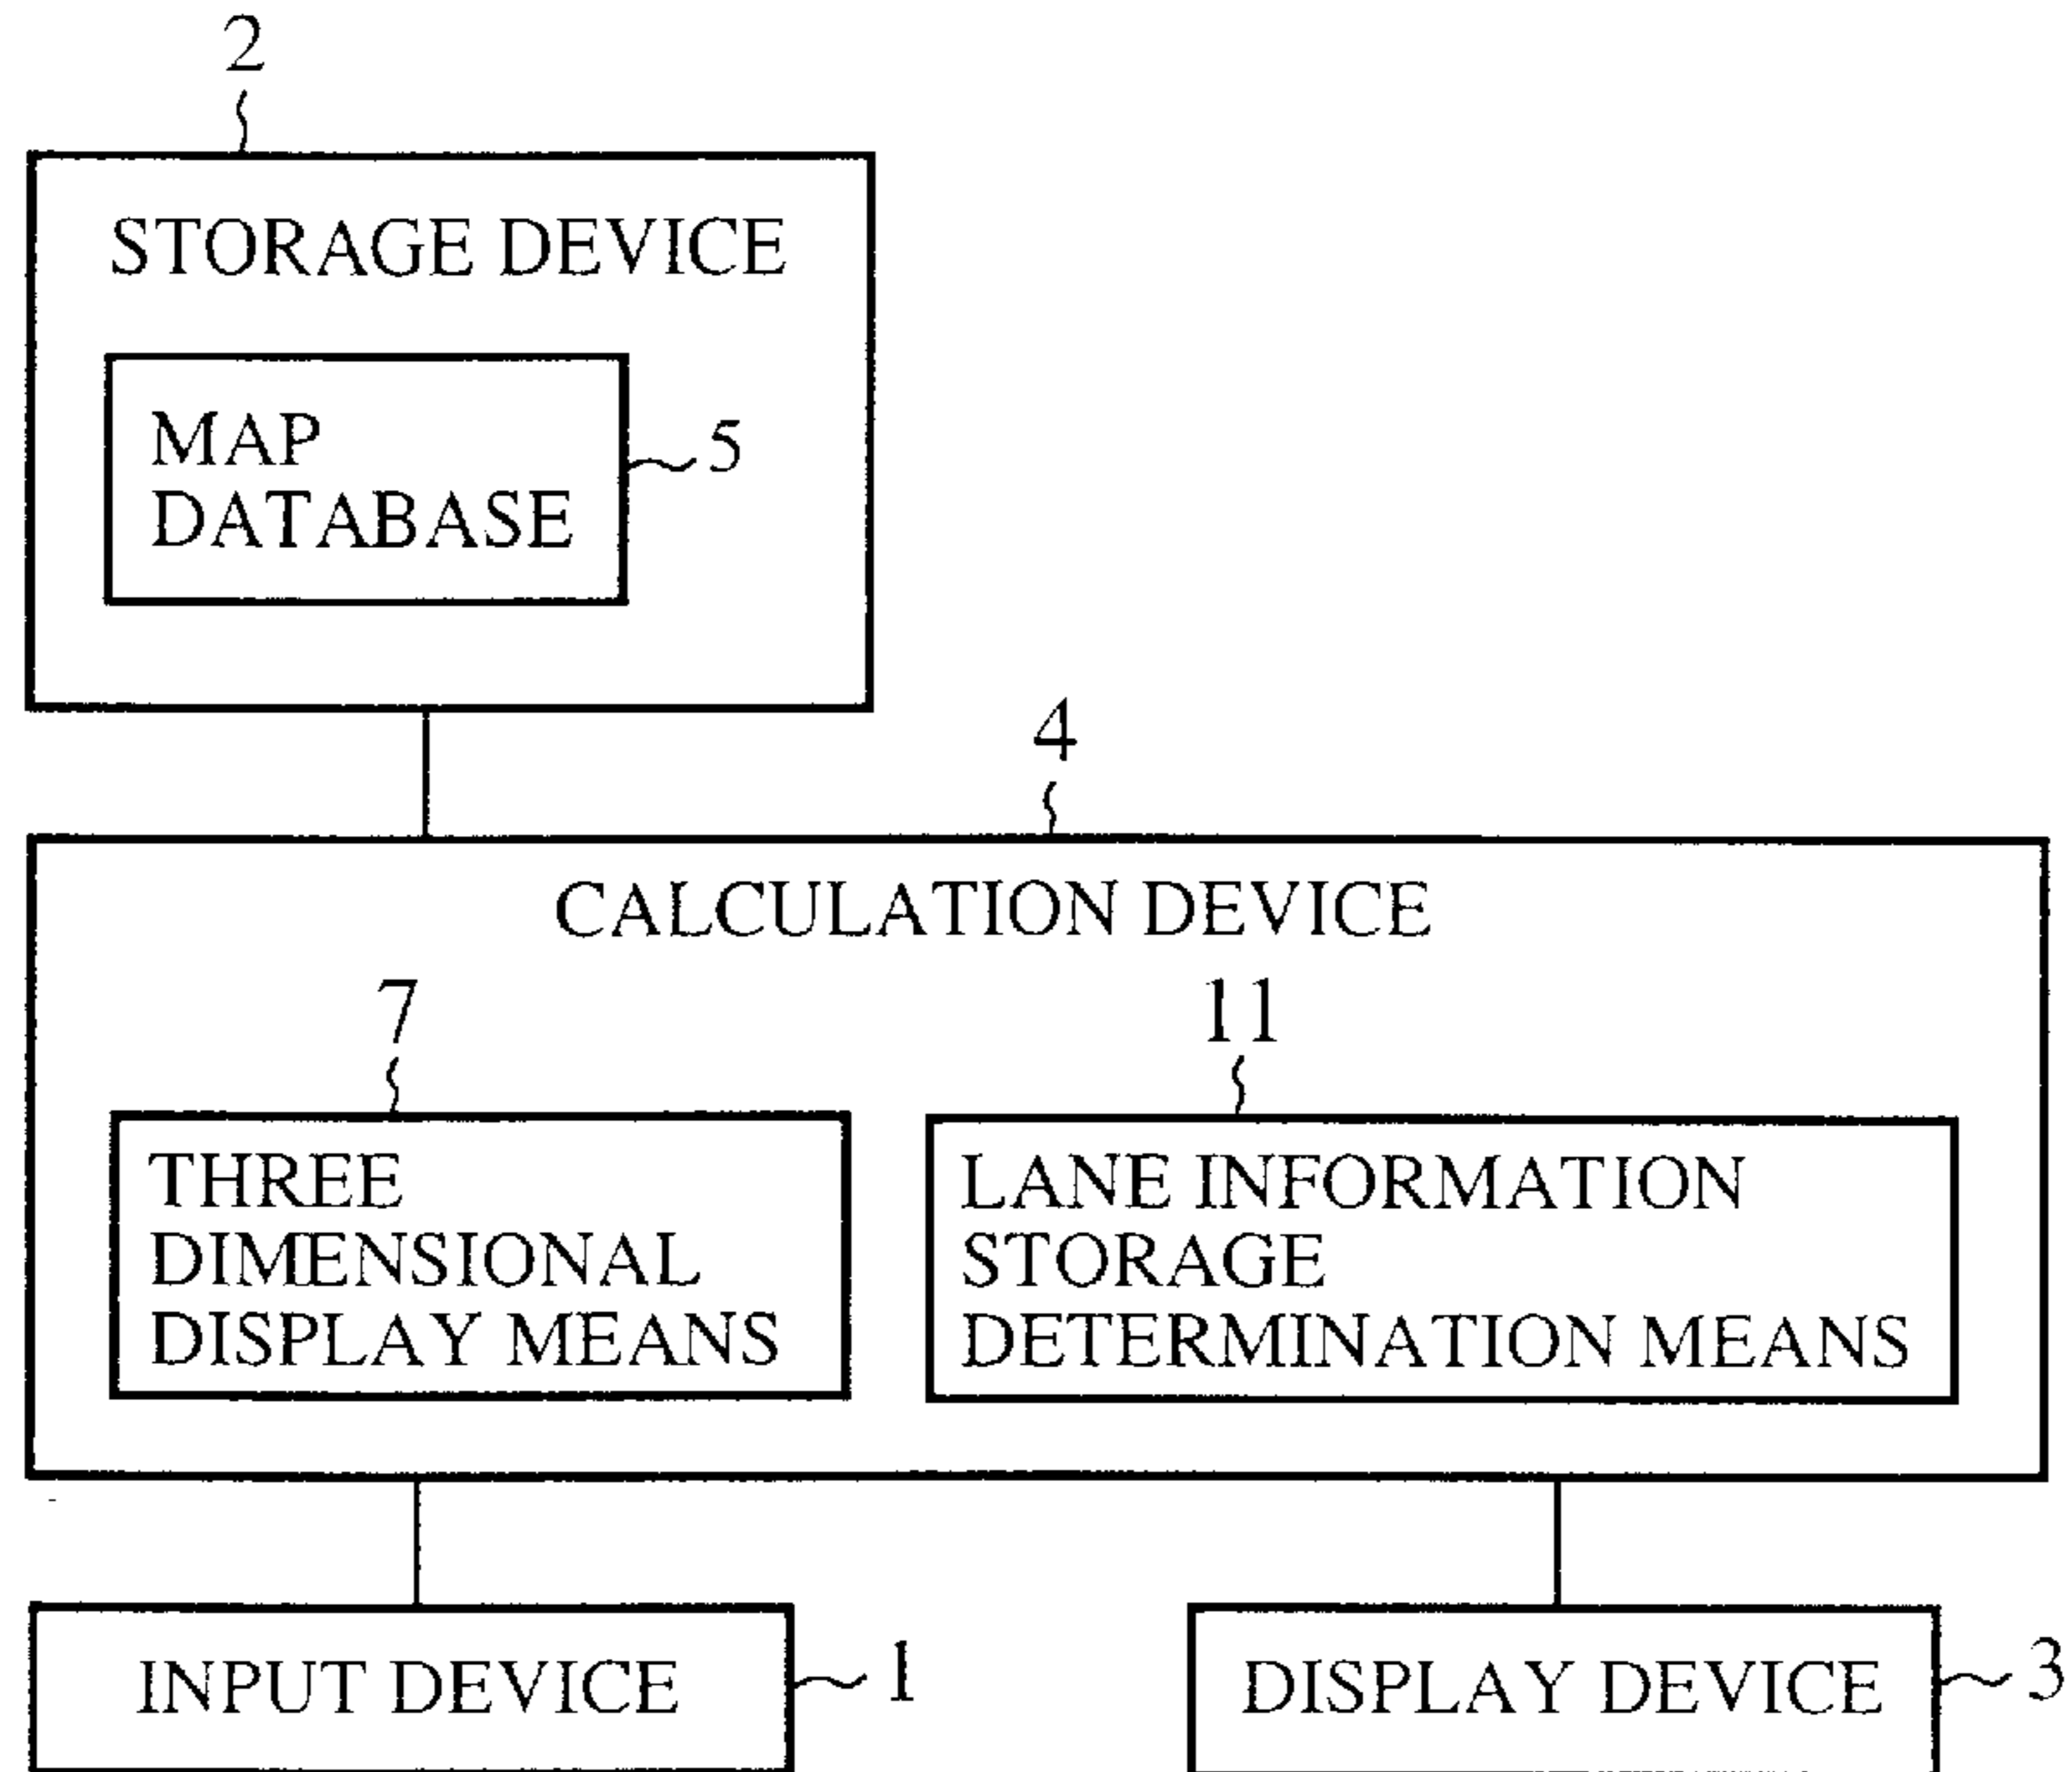 2
STORAGE DEVICE
MAP
DATABASE
5
4
CALCULATION DEVICE
7
THREE
DIMENSIONAL
DISPLAY MEANS
11
LANE INFORMATION
STORAGE
DETERMINATION MEANS
INPUT DEVICE
1
DISPLAY DEVICE
3